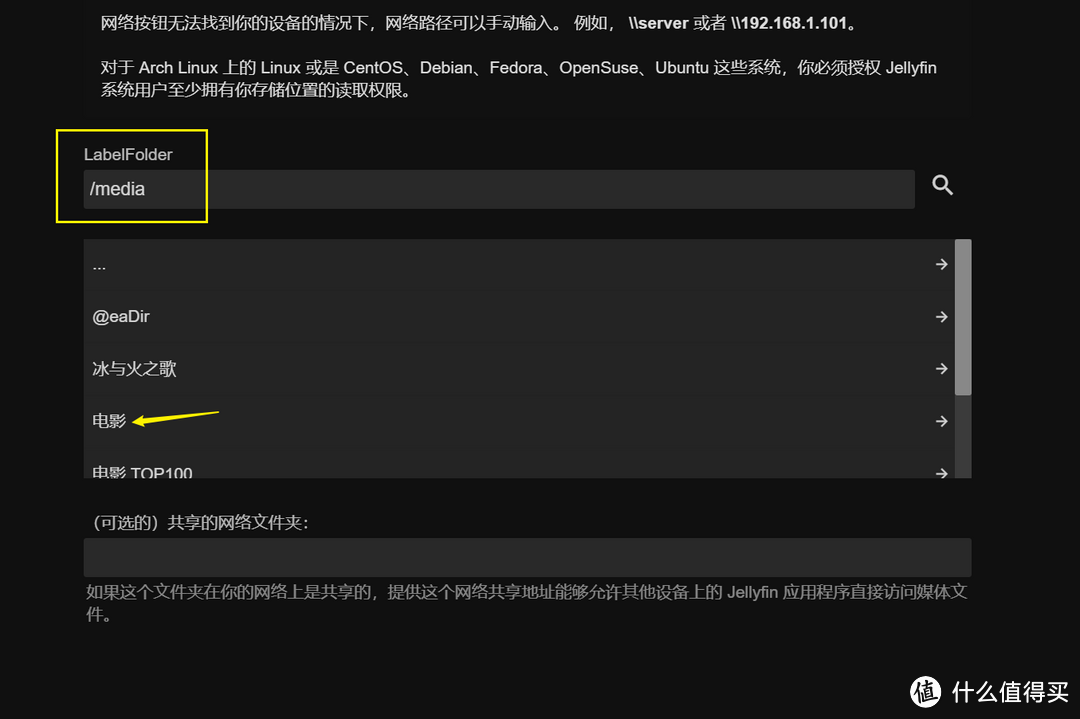 网络按钮无法找到你的设备的情况下，网络路径可以手动输入。 例如， \\server 或者 \\192.168.1.101。
对于 Arch Linux 上的 Linux 或是 CentOS、Debian、Fedora、OpenSuse、Ubuntu 这些系统，你必须授权 Jellyfin
系统用户至少拥有你存储位置的读取权限。
LabelFolder
/media
...
@eaDir
冰与火之歌
电影
电影 TOP100
（可选的）共享的网络文件夹：
如果这个文件夹在你的网络上是共享的，提供这个网络共享地址能够允许其他设备上的 Jellyfin 应用程序直接访问媒体文
件。
值 什么值得买